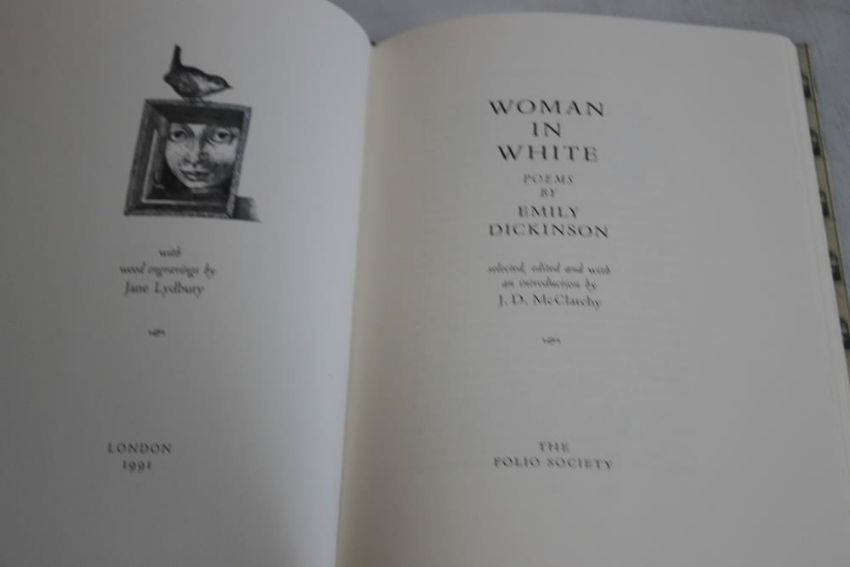 with
wood engravings by
Jane Lydbury
LONDON
1991
WOMAN
IN
WHITE
POEMS
BY
EMILY
DICKINSON
selected, edited and with
an introduction by
J. D. McClatchy
THE
FOLIO SOCIETY